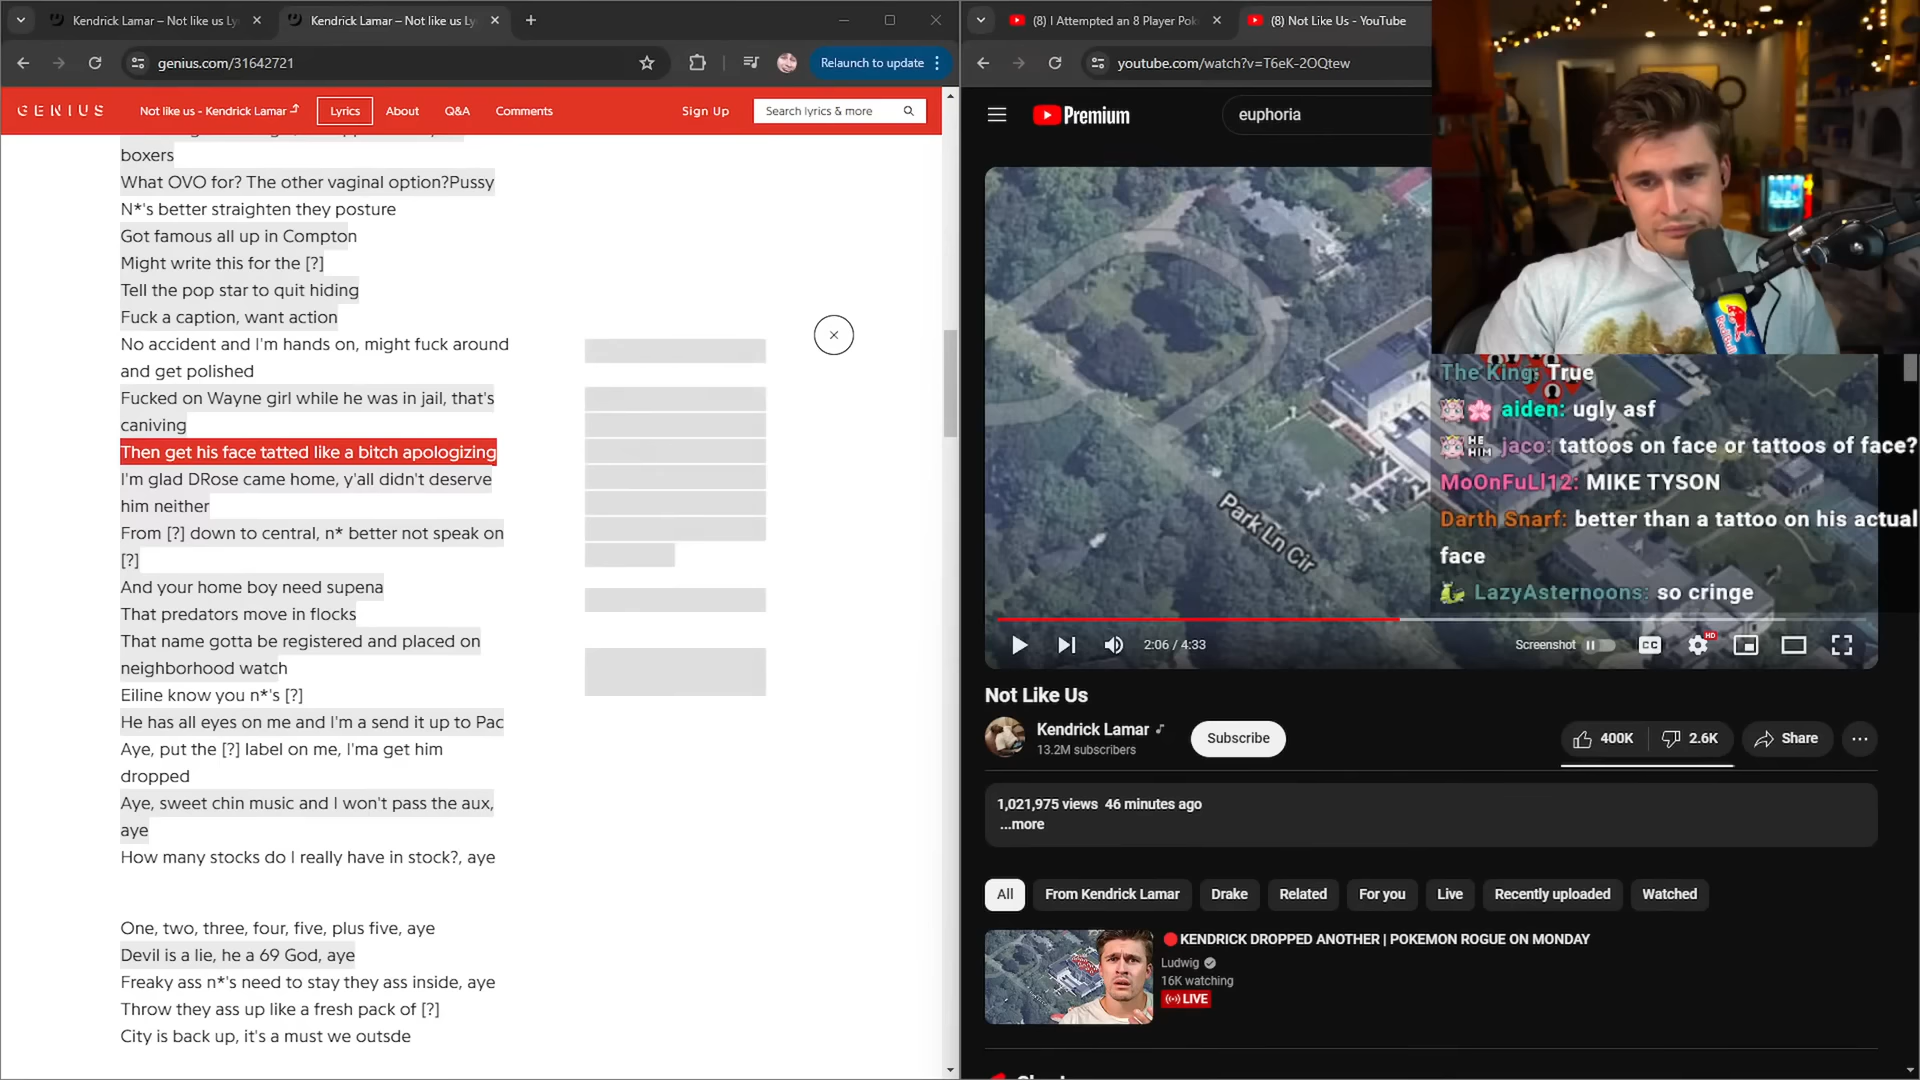 Kendrick Lamar – Not like us Ly
Kendrick Lamar – Not like us Ly
genius.com/31642721
Relaunch to update
GENIUS
Not like us - Kendrick Lamar
Lyrics
About
Q&A
Comments
Sign Up
Search lyrics & more
boxers
What OVO for? The other vaginal option?Pussy
N*'s better straighten they posture
Got famous all up in Compton
Might write this for the [?]
Tell the pop star to quit hiding
Fuck a caption, want action
No accident and I'm hands on, might fuck around
and get polished
Fucked on Wayne girl while he was in jail, that's
caniving
Then get his face tatted like a bitch apologizing
I'm glad DRose came home, y'all didn't deserve
him neither
From [?] down to central, n* better not speak on
[?]
And your home boy need supena
That predators move in flocks
That name gotta be registered and placed on
neighborhood watch
Eiline know you n*'s [?]
He has all eyes on me and I'm a send it up to Pac
Aye, put the [?] label on me, I'ma get him
dropped
Aye, sweet chin music and I won't pass the aux,
aye
How many stocks do I really have in stock?, aye
One, two, three, four, five, plus five, aye
Devil is a lie, he a 69 God, aye
Freaky ass n*'s need to stay they ass inside, aye
Throw they ass up like a fresh pack of [?]
City is back up, it's a must we outsde
(8) I Attempted an 8 Player Pok
(8) Not Like Us - YouTube
youtube.com/watch?v=T6eK-2OQtew
Premium
euphoria
Park Ln Cir
Red Bull
The King: True
aiden: ugly asf
HE HIM jaco: tattoos on face or tattoos of face?
MoOnFuLl12: MIKE TYSON
Darth Snarf: better than a tattoo on his actual
face
LazyAsternoons: so cringe
2:06 / 4:33
Screenshot
CC
HD
Not Like Us
Kendrick Lamar
13.2M subscribers
Subscribe
400K
2.6K
Share
1,021,975 views 46 minutes ago
...more
All
From Kendrick Lamar
Drake
Related
For you
Live
Recently uploaded
Watched
KENDRICK DROPPED ANOTHER | POKEMON ROGUE ON MONDAY
Ludwig
16K watching
LIVE